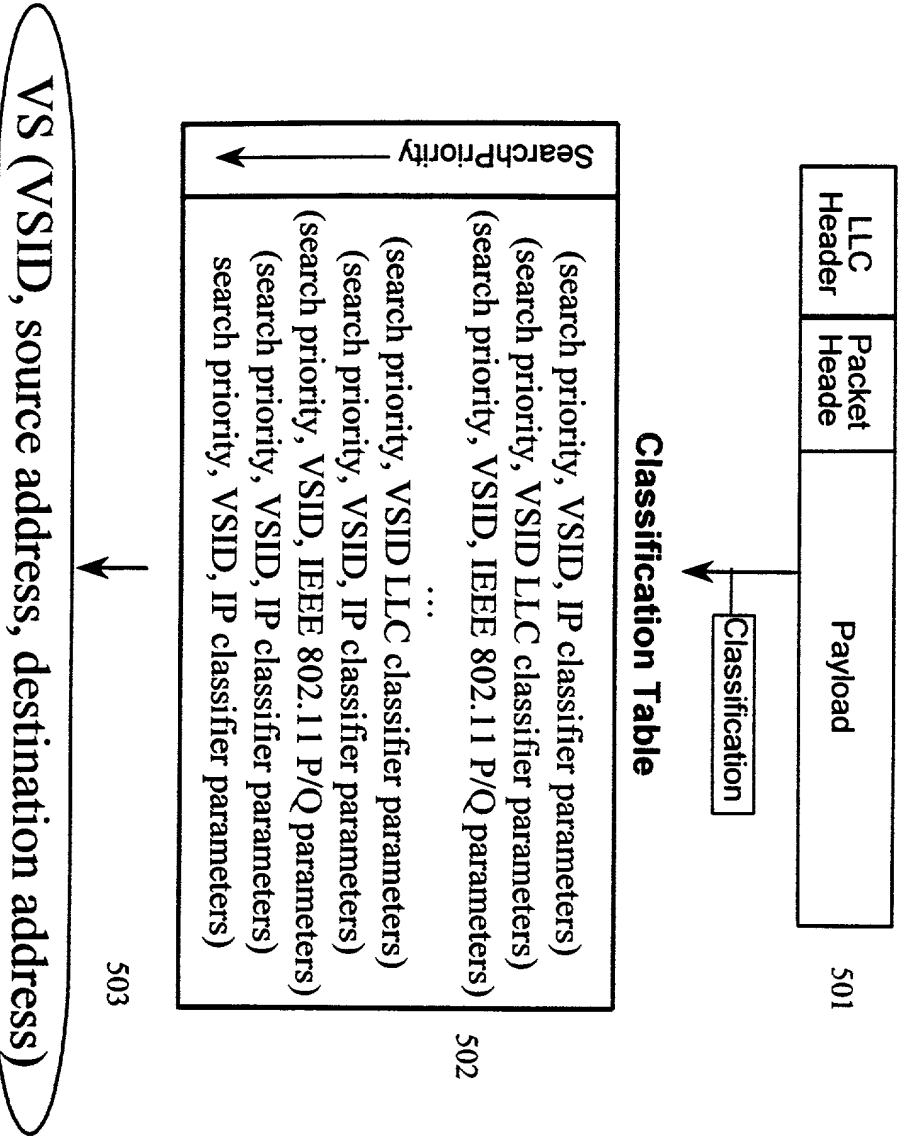 LLC
Header
Packet
Heade
Payload
501
Classification
Classification Table
SearchPriority
(search priority, VSID, IP classifier parameters)
(search priority, VSID LLC classifier parameters)
(search priority, VSID, IEEE 802.11 P/Q parameters)
...
(search priority, VSID LLC classifier parameters)
(search priority, VSID, IP classifier parameters)
(search priority, VSID, IEEE 802.11 P/Q parameters)
(search priority, VSID, IP classifier parameters)
search priority, VSID, IP classifier parameters)
502
503
VS (VSID, source address, destination address)